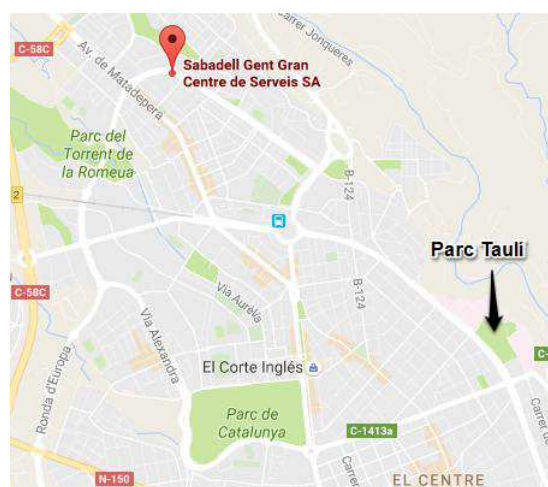 C-58C
Av. de Matadepera
Carrer Jonqueres
Sabadell Gent Gran
Centre de Serveis SA
Parc del
Torrent de
la Romeua
B-124
2
Parc Taulí
C-58C
Via Aurèlia
B-124
Via Alexandra
El Corte Inglés
C-
Ronda d'Europa
Parc de
Catalunya
C-1413a
Carrer de
N-150
EL CENTRE